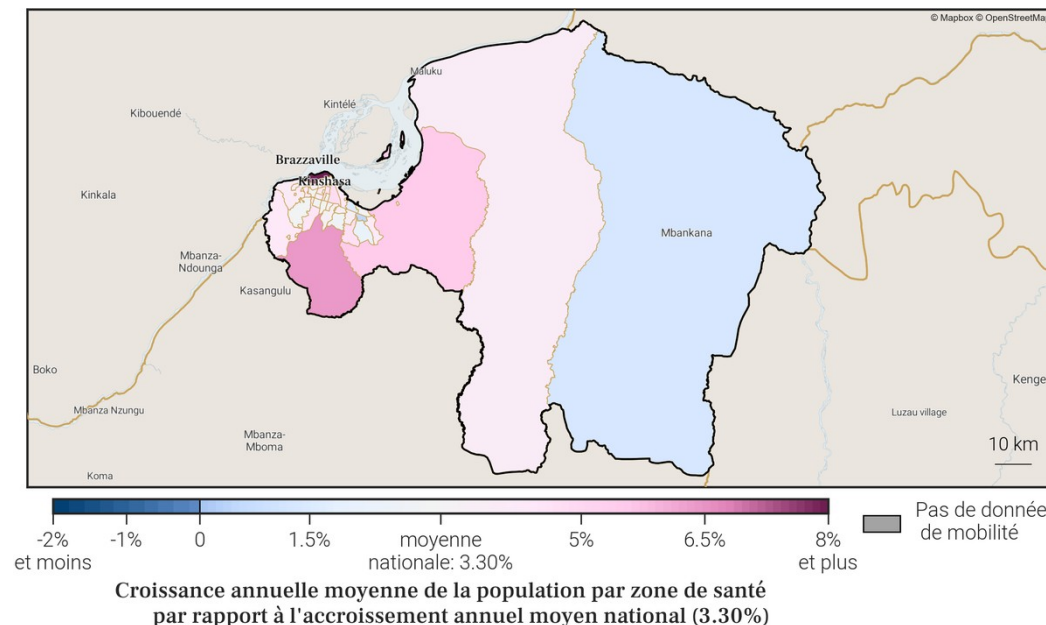 © Mapbox © OpenStreetMa
Maluku
Kintélé
Kibouendé
Brazzaville
Kinshasa
Kinkala
Mbankana
Mbanza-
Ndounga
Kasangulu
Boko
Kenge
Mbanza Nzungu
Luzau village
Mbanza-
Mboma
10 km
Koma
-2%
et moins
-1%
0
1.5%
moyenne
nationale: 3.30%
5%
6.5%
8%
et plus
Pas de donnée
de mobilité
Croissance annuelle moyenne de la population par zone de santé
par rapport à l'accroissement annuel moyen national (3.30%)